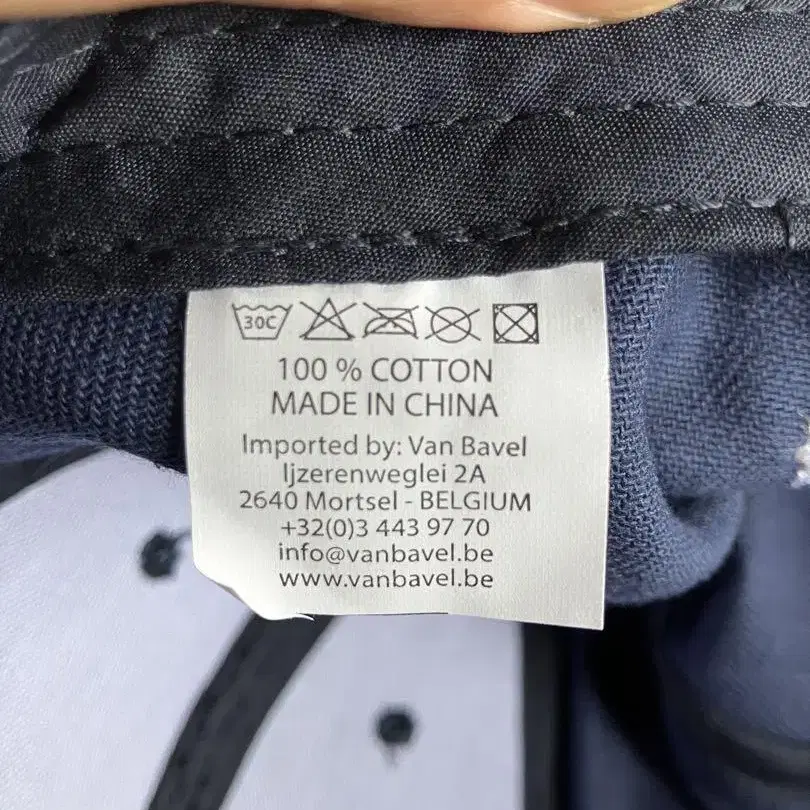 30C
100 % COTTON
MADE IN CHINA
Imported by: Van Bavel
Ijzerenweglei 2A
2640 Mortsel - BELGIUM
+32(0)3 443 97 70
info@vanbavel.be
www.vanbavel.be